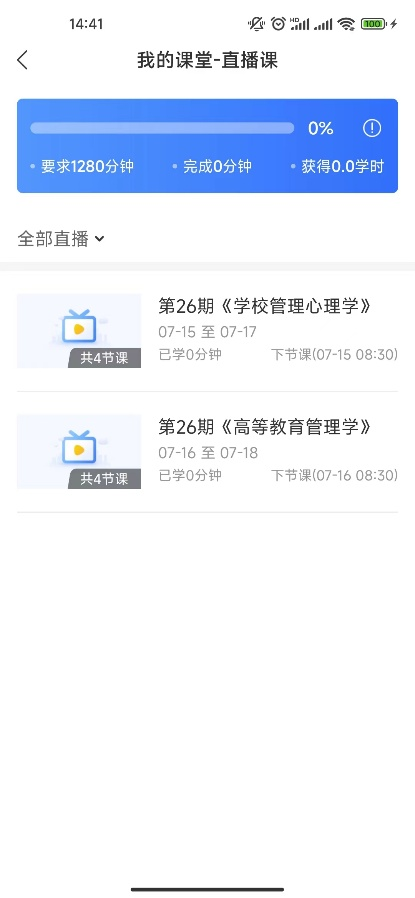 14:41
HD
100
我的课堂-直播课
0%
要求1280分钟 完成0分钟 获得0.0学时
全部直播
第26期《学校管理心理学》
07-15 至 07-17
共4节课
已学0分钟 下节课(07-15 08:30)
第26期《高等教育管理学》
07-16 至 07-18
共4节课
已学0分钟 下节课(07-16 08:30)